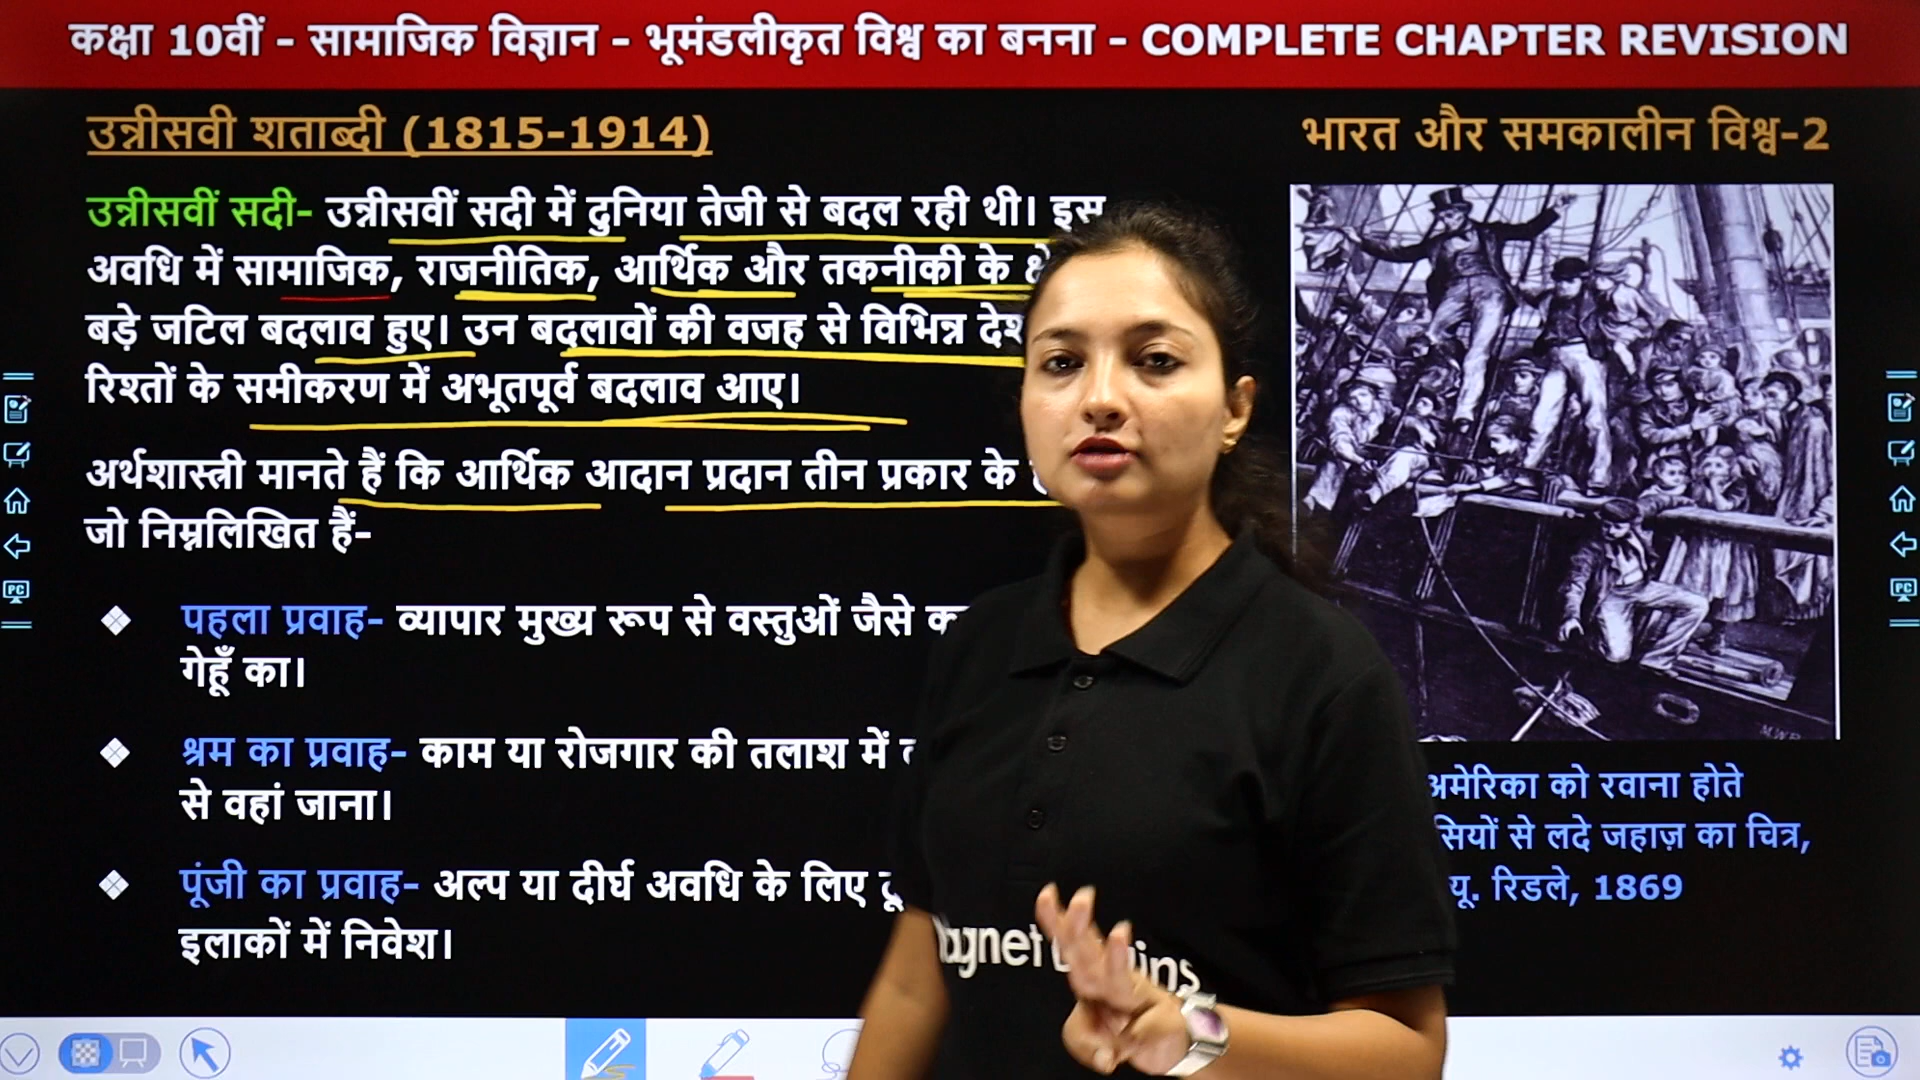 कक्षा 10वीं - सामाजिक विज्ञान - भूमंडलीकृत विश्व का बनना - COMPLETE CHAPTER REVISION
उन्नीसवी शताब्दी (1815-1914)
भारत और समकालीन विश्व-2
उन्नीसवीं सदी- उन्नीसवीं सदी में दुनिया तेजी से बदल रही थी। इस
अवधि में सामाजिक, राजनीतिक, आर्थिक और तकनीकी के
बड़े जटिल बदलाव हुए। उन बदलावों की वजह से विभिन्न
रिश्तों के समीकरण में अभूतपूर्व बदलाव आए।
अर्थशास्त्री मानते हैं कि आर्थिक आदान प्रदान तीन प्रकार के
जो निम्नलिखित हैं-
पहला प्रवाह- व्यापार मुख्य रूप से वस्तुओं जैसे
गेहूँ का।
श्रम का प्रवाह- काम या रोजगार की तलाश में
से वहां जाना।
पूंजी का प्रवाह- अल्प या दीर्घ अवधि के लिए
इलाकों में निवेश।
अमेरिका को रवाना होते
से लदे जहाज़ का चित्र,
यू. रिडले, 1869
PC
PC